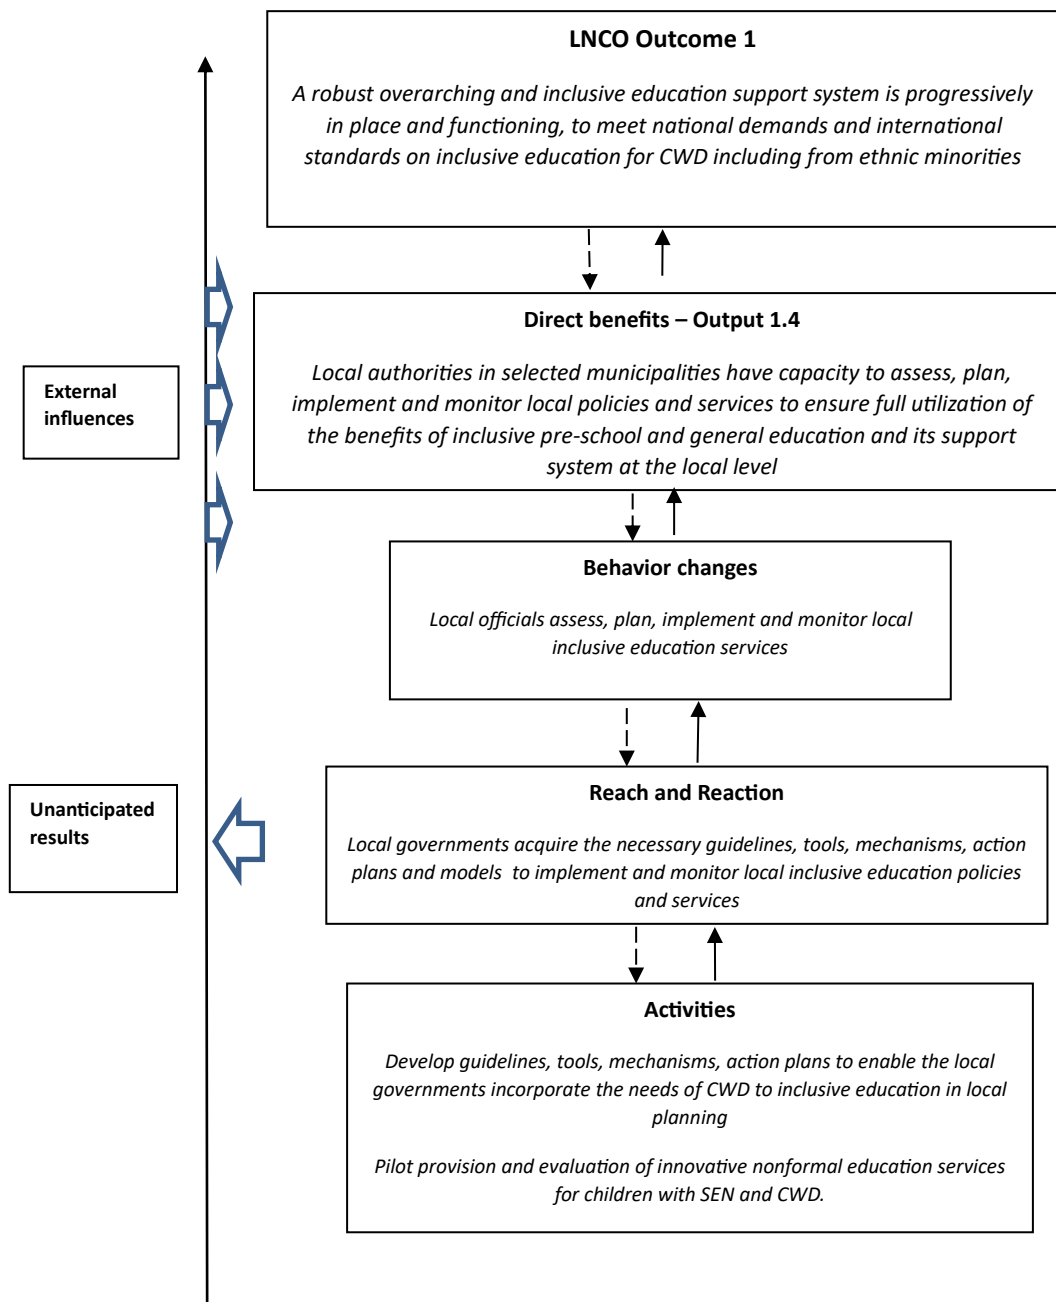 LNCO Outcome 1
A robust overarching and inclusive education support system is progressively
in place and functioning, to meet national demands and international
standards on inclusive education for CWD including from ethnic minorities
Direct benefits – Output 1.4
Local authorities in selected municipalities have capacity to assess, plan,
implement and monitor local policies and services to ensure full utilization of
the benefits of inclusive pre-school and general education and its support
system at the local level
External
influences
Behavior changes
Local officials assess, plan, implement and monitor local
inclusive education services
Reach and Reaction
Local governments acquire the necessary guidelines, tools, mechanisms, action
plans and models to implement and monitor local inclusive education policies
and services
Unanticipated
results
Activities
Develop guidelines, tools, mechanisms, action plans to enable the local
governments incorporate the needs of CWD to inclusive education in local
planning
Pilot provision and evaluation of innovative nonformal education services
for children with SEN and CWD.